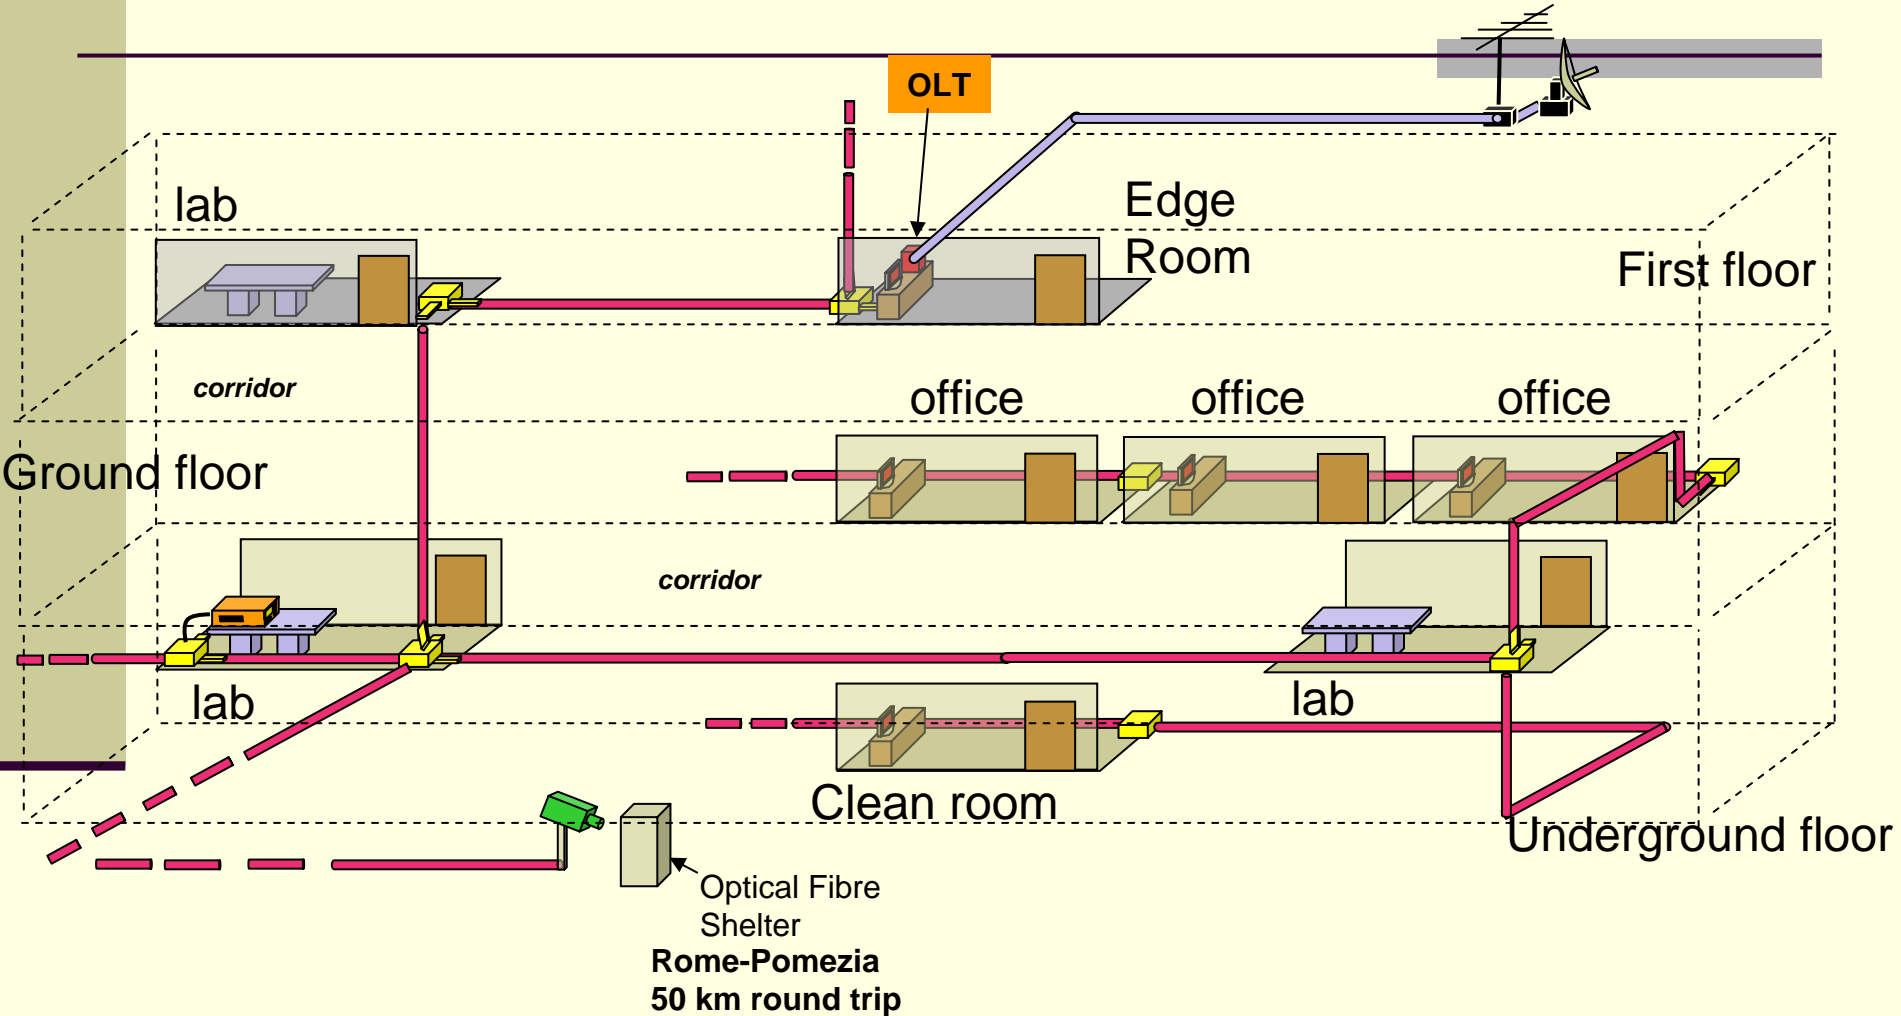 OLT
lab
Edge
Room
First floor
corridor
office office office
Ground floor
corridor
lab
lab
Clean room
Underground floor
Optical Fibre
Shelter
Rome-Pomezia
50 km round trip